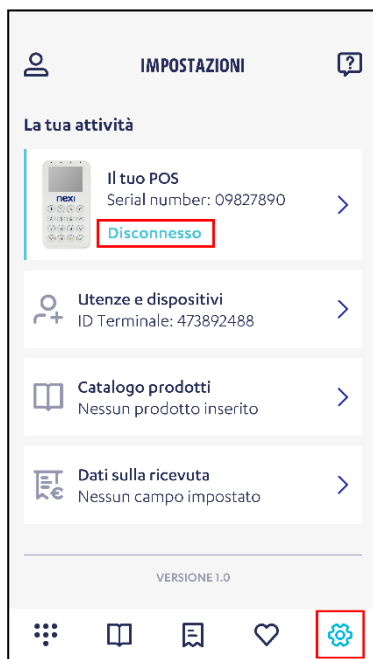 IMPOSTAZIONI
La tua attività
nexi
Il tuo POS
Serial number: 09827890
Disconnesso
Utenze e dispositivi
ID Terminale: 473892488
Catalogo prodotti
Nessun prodotto inserito
Dati sulla ricevuta
Nessun campo impostato
VERSIONE 1.0